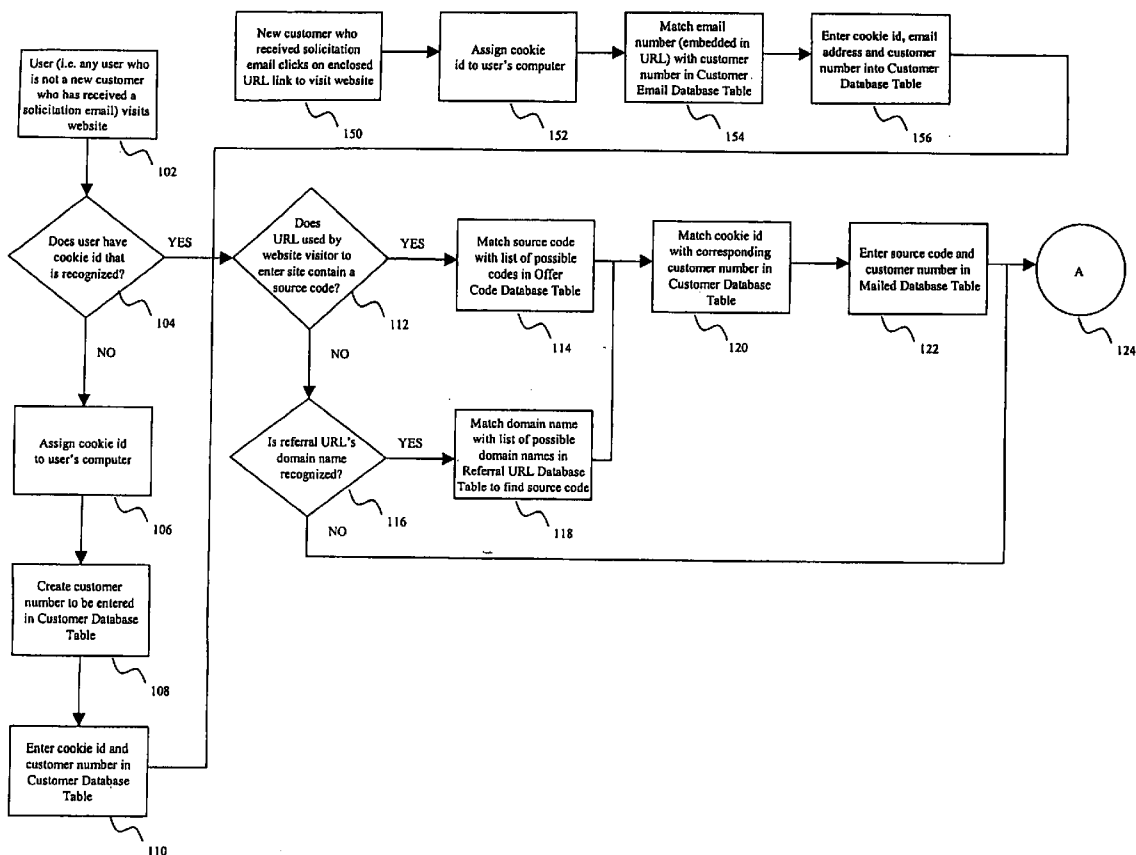 User (i.e. any user who
is not a new customer
who has received a
solicitation email) visits
website
102
New customer who
received solicitation
email clicks on enclosed
URL link to visit website
150
Assign cookie
id to user's computer
152
Match email
number (embedded in
URL) with customer
number in Customer
Email Database Table
154
Enter cookie id, email
address and customer
number into Customer
Database Table
156
Does user have
cookie id that
is recognized?
104
YES
NO
Assign cookie id
to user's computer
106
Create customer
number to be entered
in Customer Database
Table
108
Enter cookie id and
customer number in
Customer Database
Table
110
Does
URL used by
website visitor to
enter site contain a
source code?
112
YES
NO
Match source code
with list of possible
codes in Offer
Code Database Table
114
Is referral URL's
domain name
recognized?
116
YES
NO
Match domain name
with list of possible
domain names in
Referral URL Database
Table to find source code
118
Match cookie id
with corresponding
customer number in
Customer Database
Table
120
Enter source code and
customer number in
Mailed Database Table
122
A
124